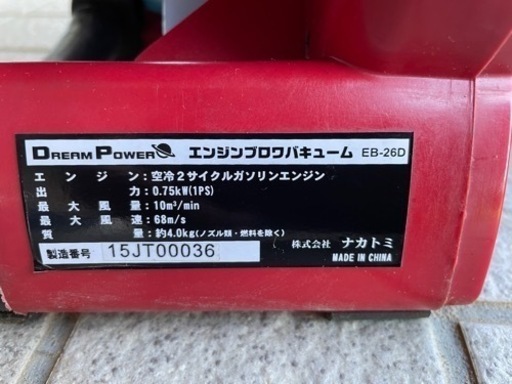 DREAM POWER エンジンブロワバキューム EB-26D
エンジン:空冷2サイクルガソリンエンジン
出力:0.75kW(1PS)
最大風量:10m³/min
最大風速:68m/s
質量:約4.0kg(ノズル類・燃料を除く)
製造番号 15JT00036
株式会社 ナカトミ
MADE IN CHINA